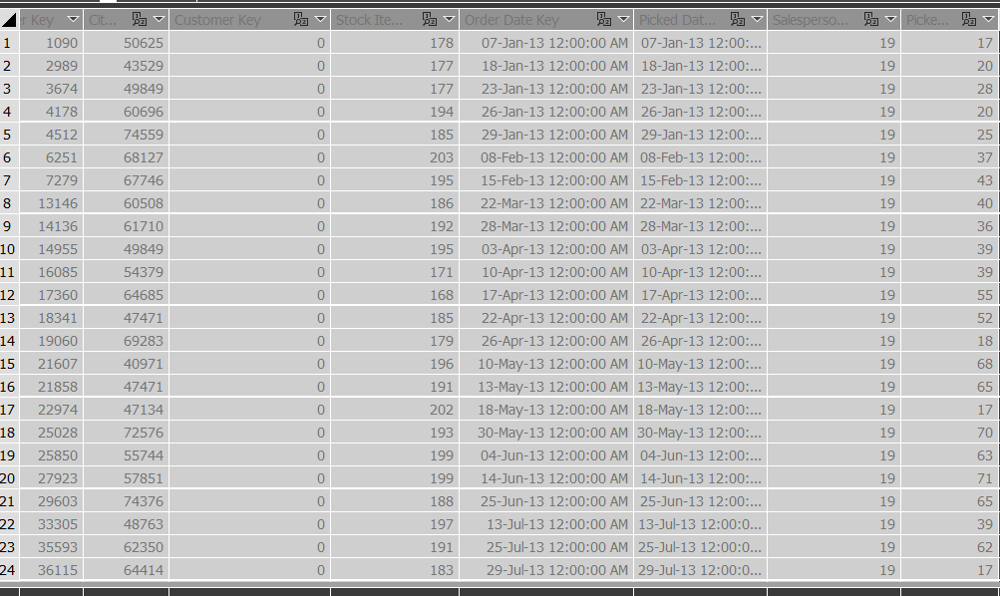 r Key Cit... Customer Key Stock Ite... Order Date Key Picked Dat... Salesperso... Picke...
1 1090 50625 0 178 07-Jan-13 12:00:00 AM 07-Jan-13 12:00:... 19 17
2 2989 43529 0 177 18-Jan-13 12:00:00 AM 18-Jan-13 12:00:... 19 20
3 3674 49849 0 177 23-Jan-13 12:00:00 AM 23-Jan-13 12:00:... 19 28
4 4178 60696 0 194 26-Jan-13 12:00:00 AM 26-Jan-13 12:00:... 19 20
5 4512 74559 0 185 29-Jan-13 12:00:00 AM 29-Jan-13 12:00:... 19 25
6 6251 68127 0 203 08-Feb-13 12:00:00 AM 08-Feb-13 12:00:... 19 37
7 7279 67746 0 195 15-Feb-13 12:00:00 AM 15-Feb-13 12:00:... 19 43
8 13146 60508 0 186 22-Mar-13 12:00:00 AM 22-Mar-13 12:00:... 19 40
9 14136 61710 0 192 28-Mar-13 12:00:00 AM 28-Mar-13 12:00:... 19 36
10 14955 49849 0 195 03-Apr-13 12:00:00 AM 03-Apr-13 12:00:... 19 39
11 16085 54379 0 171 10-Apr-13 12:00:00 AM 10-Apr-13 12:00:... 19 39
12 17360 64685 0 168 17-Apr-13 12:00:00 AM 17-Apr-13 12:00:... 19 55
13 18341 47471 0 185 22-Apr-13 12:00:00 AM 22-Apr-13 12:00:... 19 52
14 19060 69283 0 179 26-Apr-13 12:00:00 AM 26-Apr-13 12:00:... 19 18
15 21607 40971 0 196 10-May-13 12:00:00 AM 10-May-13 12:00:... 19 68
16 21858 47471 0 191 13-May-13 12:00:00 AM 13-May-13 12:00:... 19 65
17 22974 47134 0 202 18-May-13 12:00:00 AM 18-May-13 12:00:... 19 17
18 25028 72576 0 193 30-May-13 12:00:00 AM 30-May-13 12:00:... 19 70
19 25850 55744 0 199 04-Jun-13 12:00:00 AM 04-Jun-13 12:00:... 19 63
20 27923 57851 0 199 14-Jun-13 12:00:00 AM 14-Jun-13 12:00:... 19 71
21 29603 74376 0 188 25-Jun-13 12:00:00 AM 25-Jun-13 12:00:... 19 65
22 33305 48763 0 197 13-Jul-13 12:00:00 AM 13-Jul-13 12:00:0... 19 39
23 35593 62350 0 191 25-Jul-13 12:00:00 AM 25-Jul-13 12:00:0... 19 62
24 36115 64414 0 183 29-Jul-13 12:00:00 AM 29-Jul-13 12:00:0... 19 17